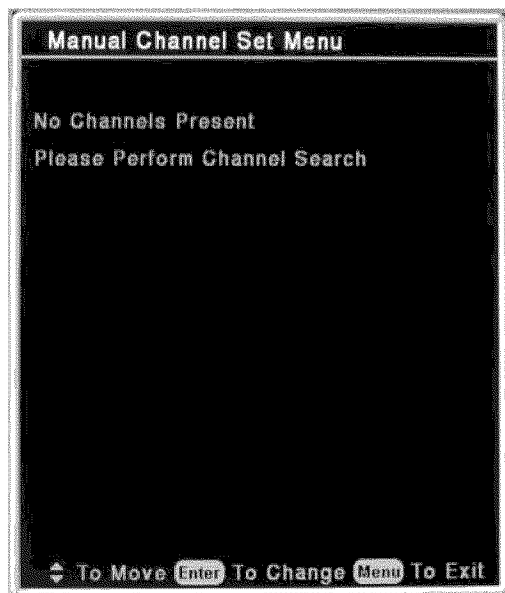 Manual Channel Set Menu
No Channels Present
Please Perform Channel Search
To Move Enter To Change Menu To Exit